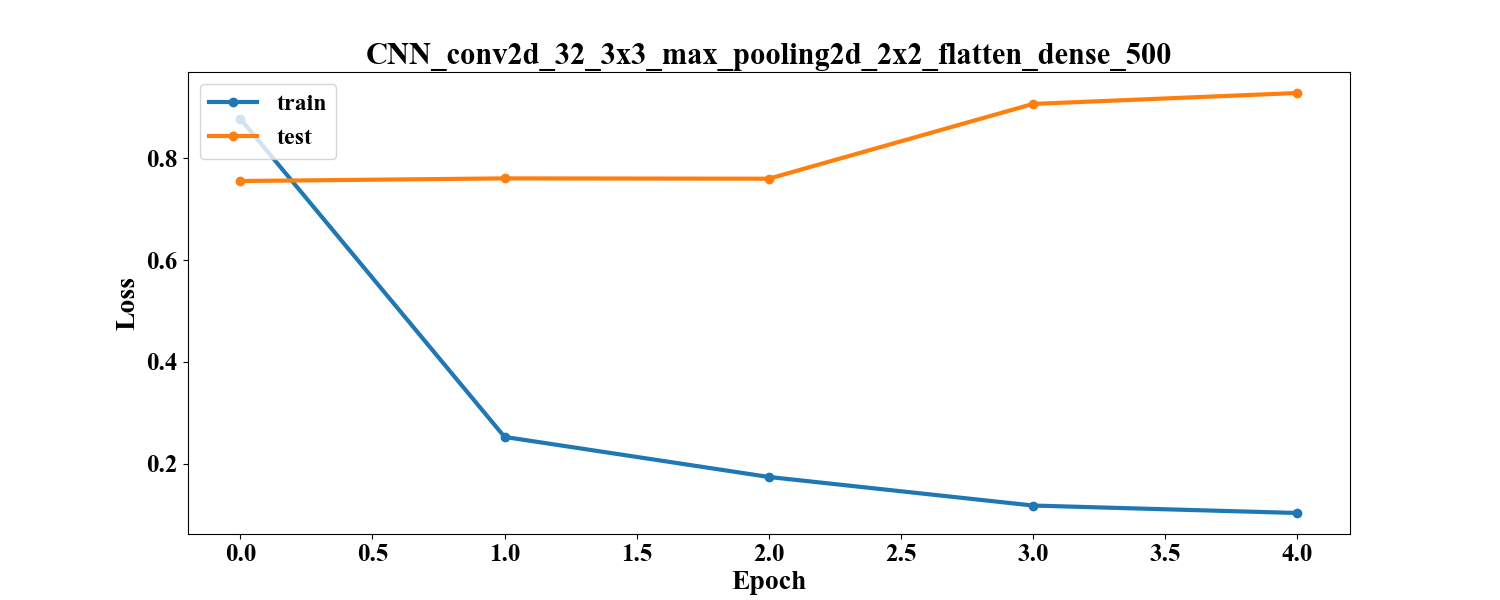 CNN_conv2d_32_3x3_max_pooling2d_2x2_flatten_dense_500
train
test
0.8
0.6
0.4
0.2
Loss
0.0 0.5 1.0 1.5 2.0 2.5 3.0 3.5 4.0
Epoch